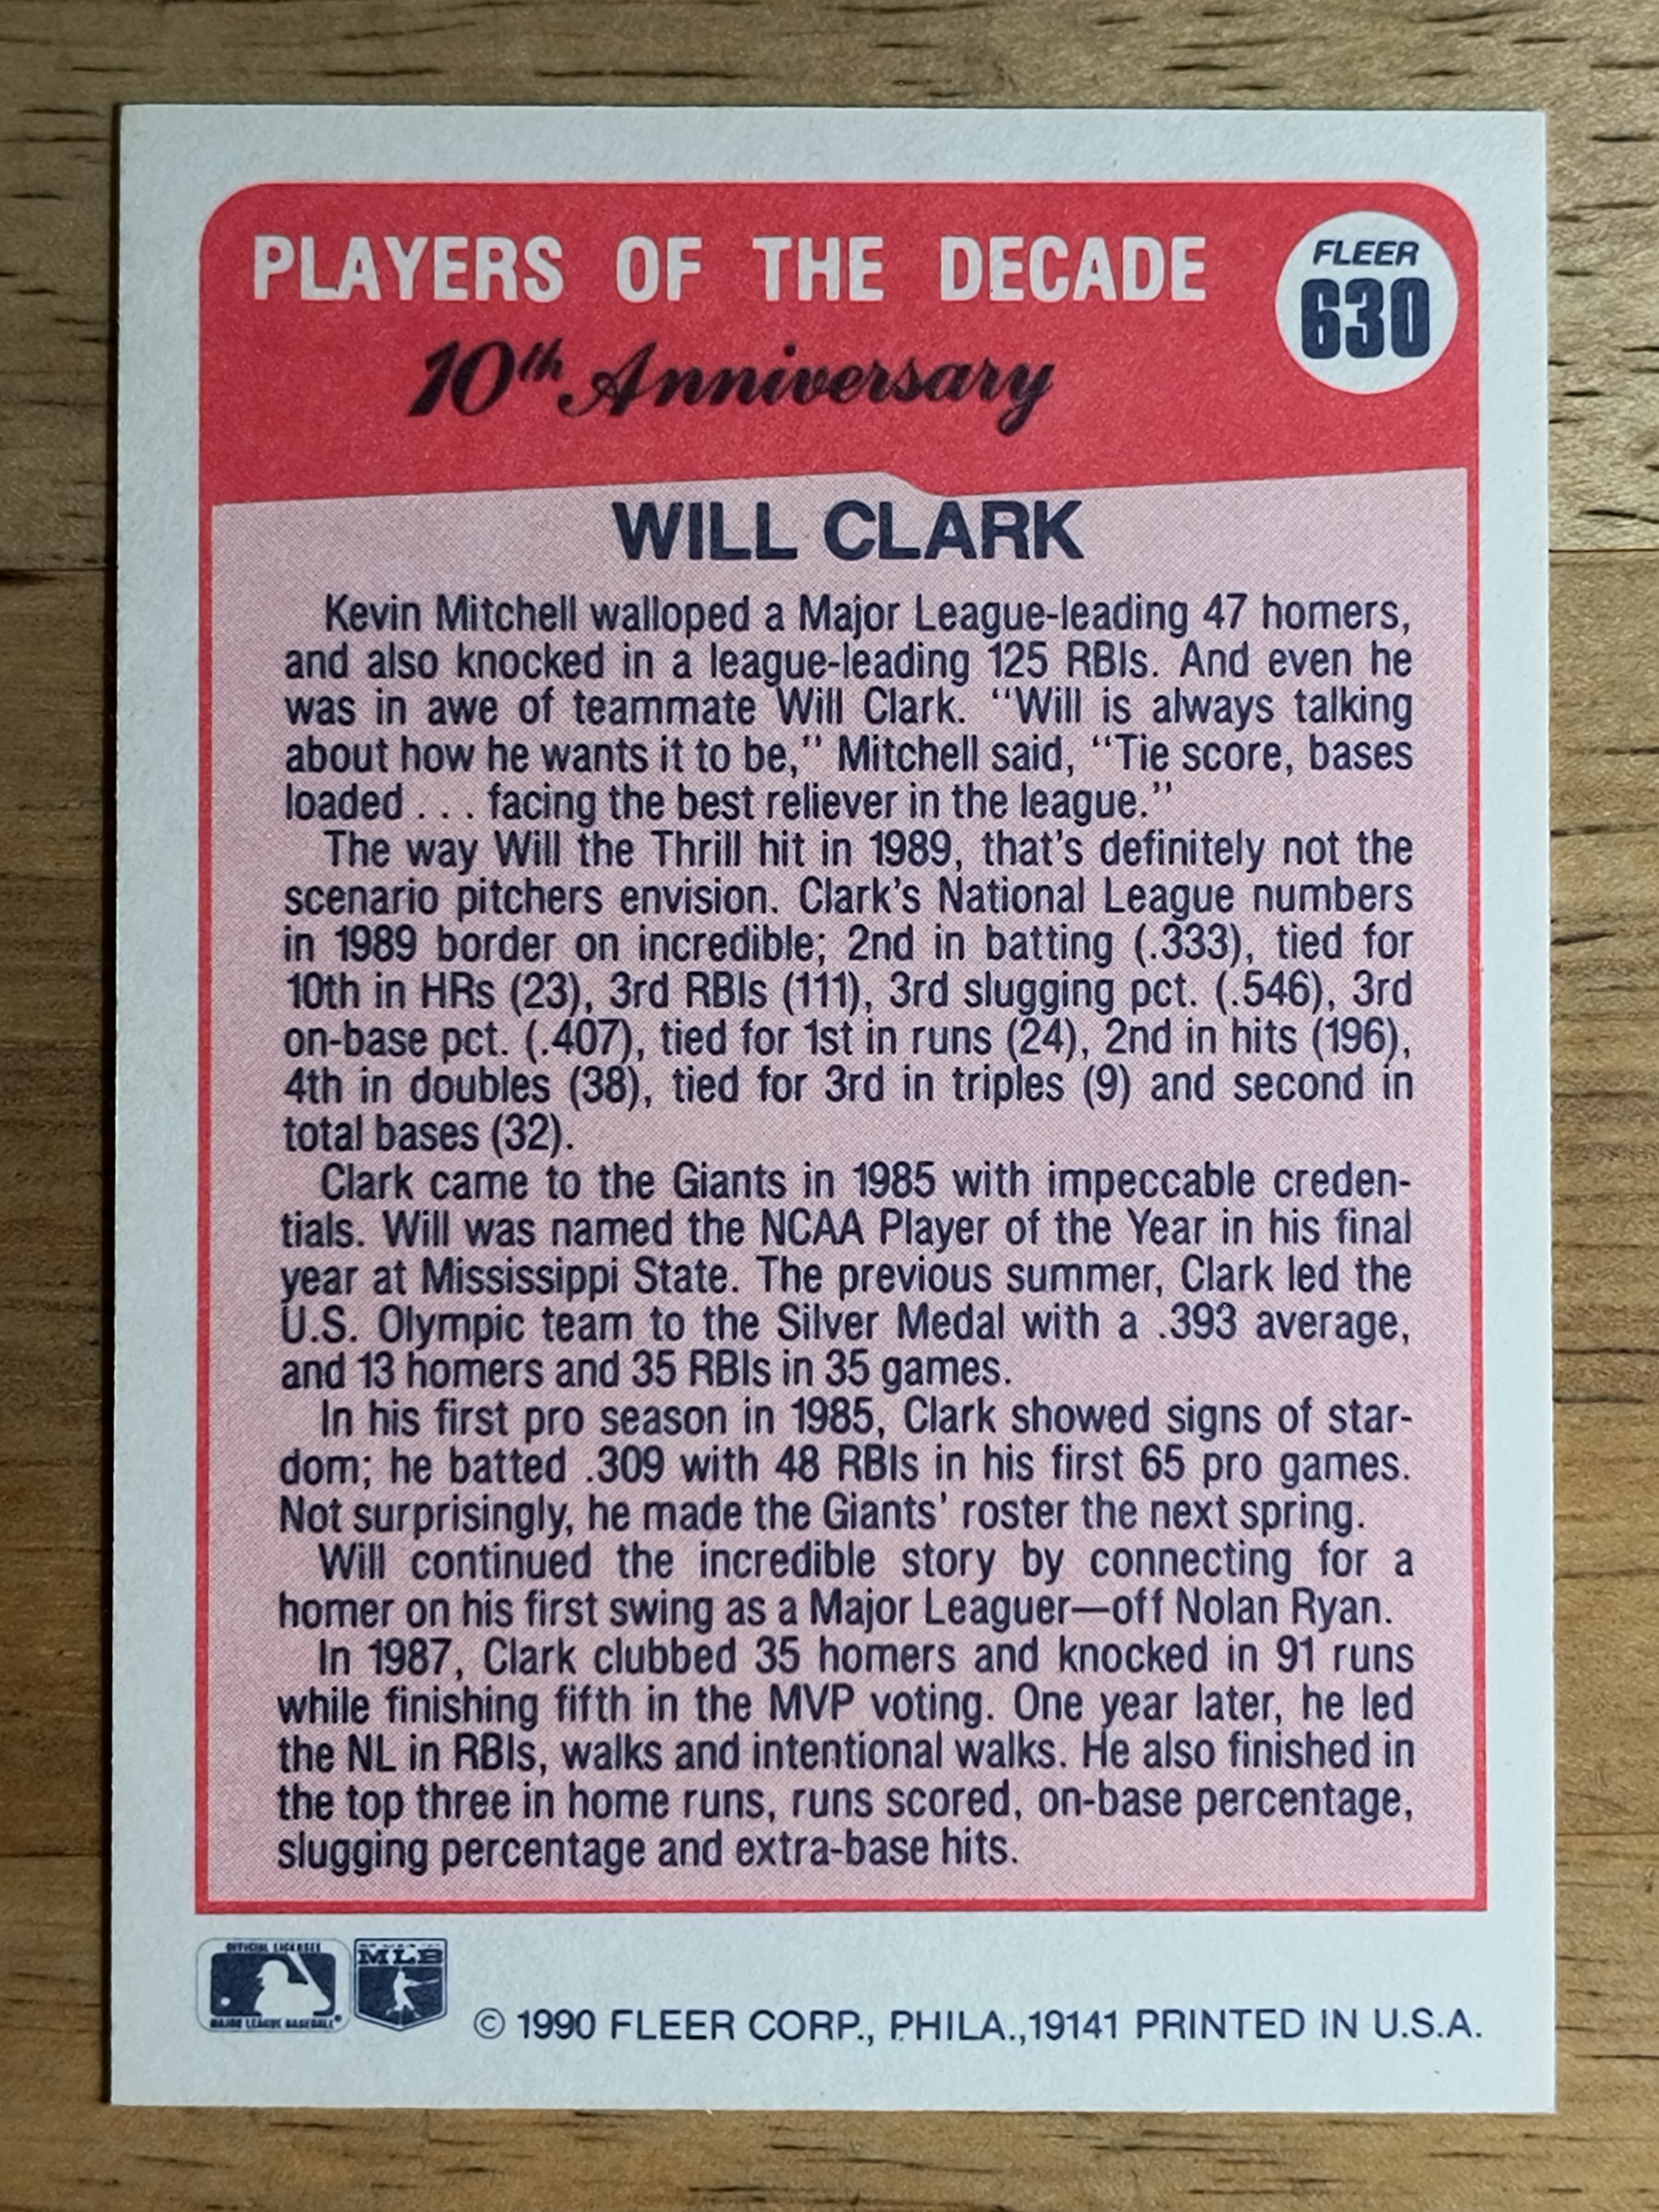 PLAYERS OF THE DECADE
10th Anniversary
FLEER
630
WILL CLARK
Kevin Mitchell walloped a Major League-leading 47 homers,
and also knocked in a league-leading 125 RBIs. And even he
was in awe of teammate Will Clark. “Will is always talking
about how he wants it to be,” Mitchell said, “Tie score, bases
loaded . . . facing the best reliever in the league.”
The way Will the Thrill hit in 1989, that's definitely not the
scenario pitchers envision. Clark's National League numbers
in 1989 border on incredible; 2nd in batting (.333), tied for
10th in HRs (23), 3rd RBIs (111), 3rd slugging pct. (.546), 3rd
on-base pct. (.407), tied for 1st in runs (24), 2nd in hits (196),
4th in doubles (38), tied for 3rd in triples (9) and second in
total bases (32).
Clark came to the Giants in 1985 with impeccable creden-
tials. Will was named the NCAA Player of the Year in his final
year at Mississippi State. The previous summer, Clark led the
U.S. Olympic team to the Silver Medal with a .393 average,
and 13 homers and 35 RBIs in 35 games.
In his first pro season in 1985, Clark showed signs of star-
dom; he batted .309 with 48 RBIs in his first 65 pro games.
Not surprisingly, he made the Giants' roster the next spring.
Will continued the incredible story by connecting for a
homer on his first swing as a Major Leaguer—off Nolan Ryan.
In 1987, Clark clubbed 35 homers and knocked in 91 runs
while finishing fifth in the MVP voting. One year later, he led
the NL in RBIs, walks and intentional walks. He also finished in
the top three in home runs, runs scored, on-base percentage,
slugging percentage and extra-base hits.
OFFICIAL LICENSEE
MAJOR LEAGUE BASEBALL®
MLB
© 1990 FLEER CORP., PHILA.,19141 PRINTED IN U.S.A.